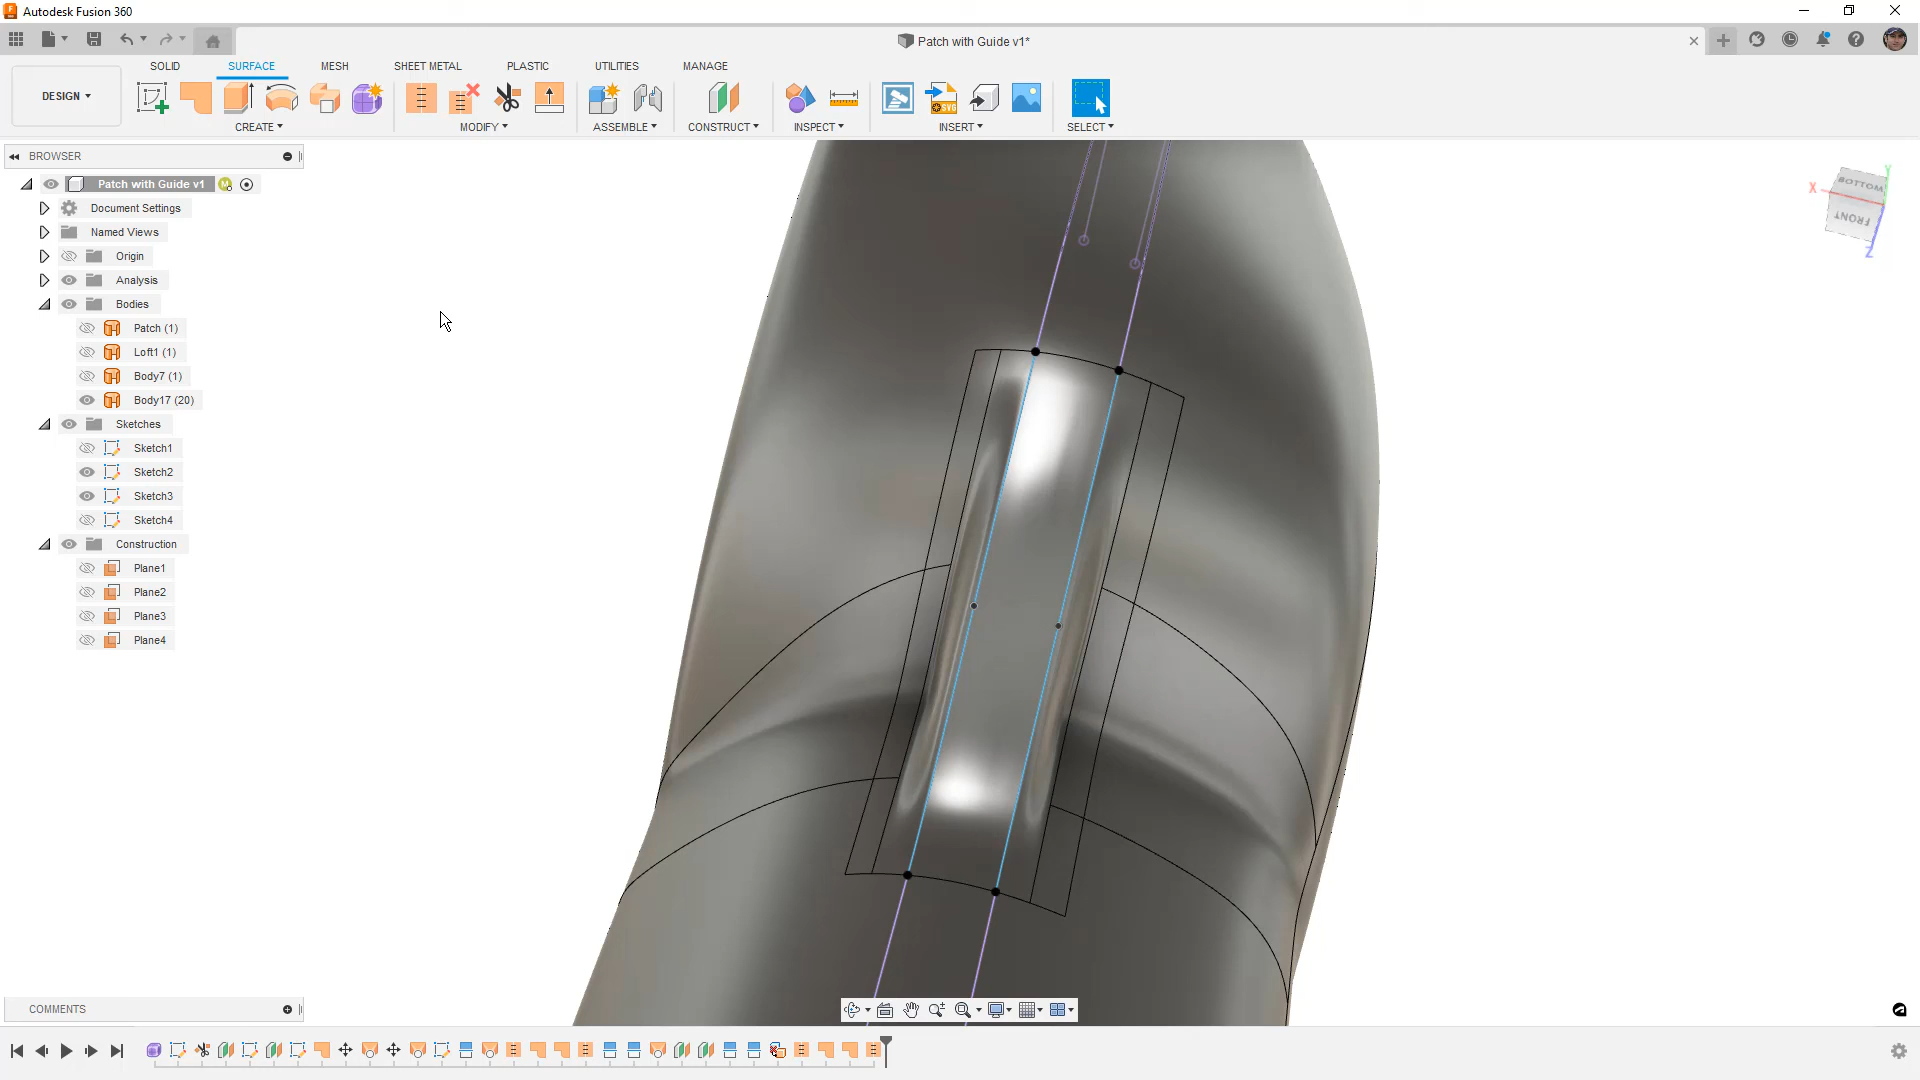 Autodesk Fusion 360
Patch with Guide v1*
SOLID
SURFACE
MESH
SHEET METAL
PLASTIC
UTILITIES
MANAGE
DESIGN
CREATE
MODIFY
ASSEMBLE
CONSTRUCT
INSPECT
SVG
INSERT
SELECT
BROWSER
Patch with Guide v1
M
Document Settings
Named Views
Origin
Analysis
Bodies
Patch (1)
Loft1 (1)
Body7 (1)
Body17 (20)
Sketches
Sketch1
Sketch2
Sketch3
Sketch4
Construction
Plane1
Plane2
Plane3
Plane4
X
BOTTOM
FRONT
Z
COMMENTS